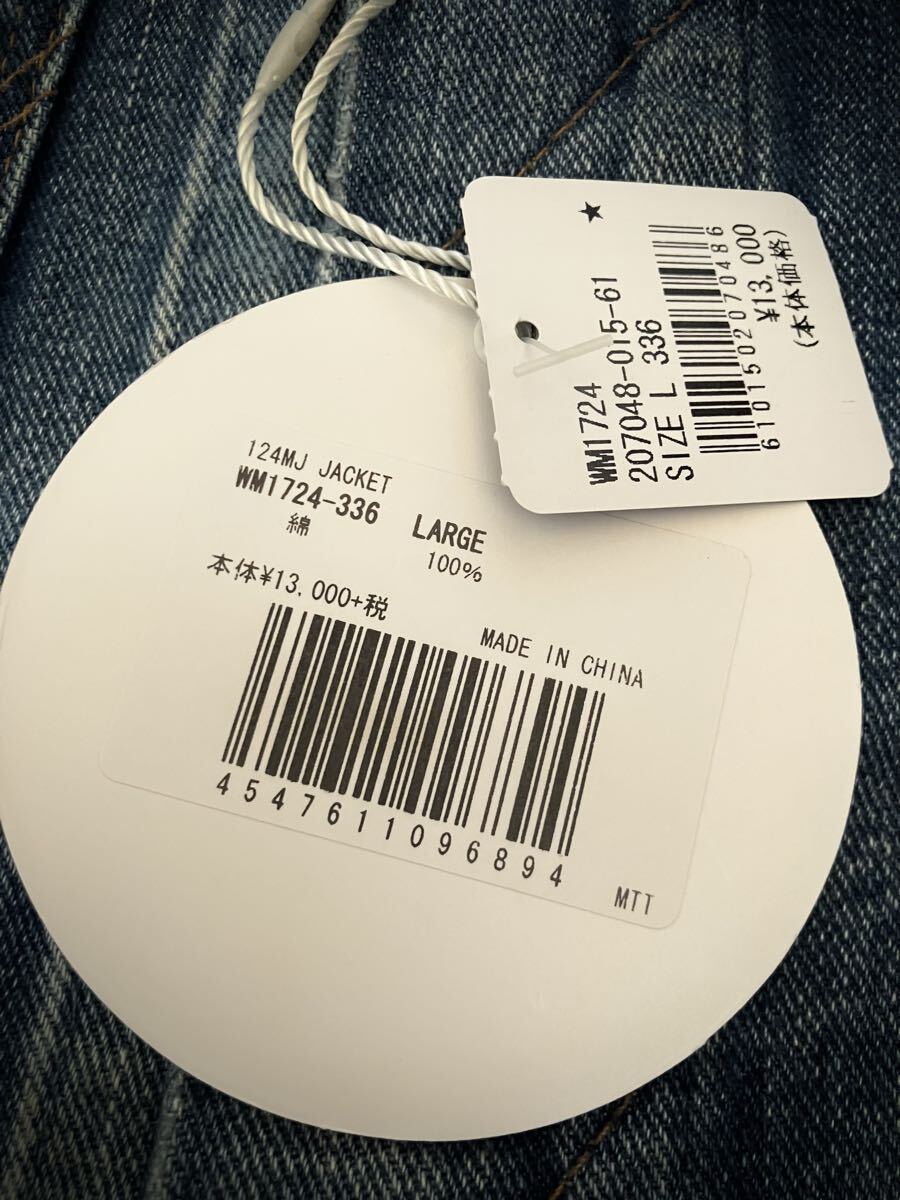 ★
WM1724
207048-015-61
SIZE L 336
6101502070486
¥13,000
(本体価格)
124MJ JACKET
WM1724-336 LARGE
綿 100%
本体¥13,000+税
MADE IN CHINA
4547611096894
MTT